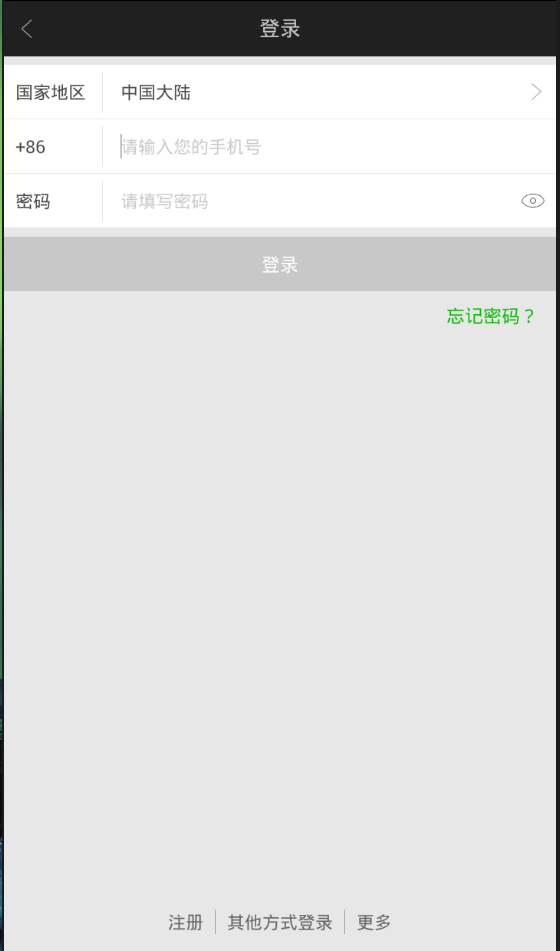 登录
国家地区 中国大陆
+86 请输入您的手机号
密码 请填写密码
登录
忘记密码？
注册 其他方式登录 更多